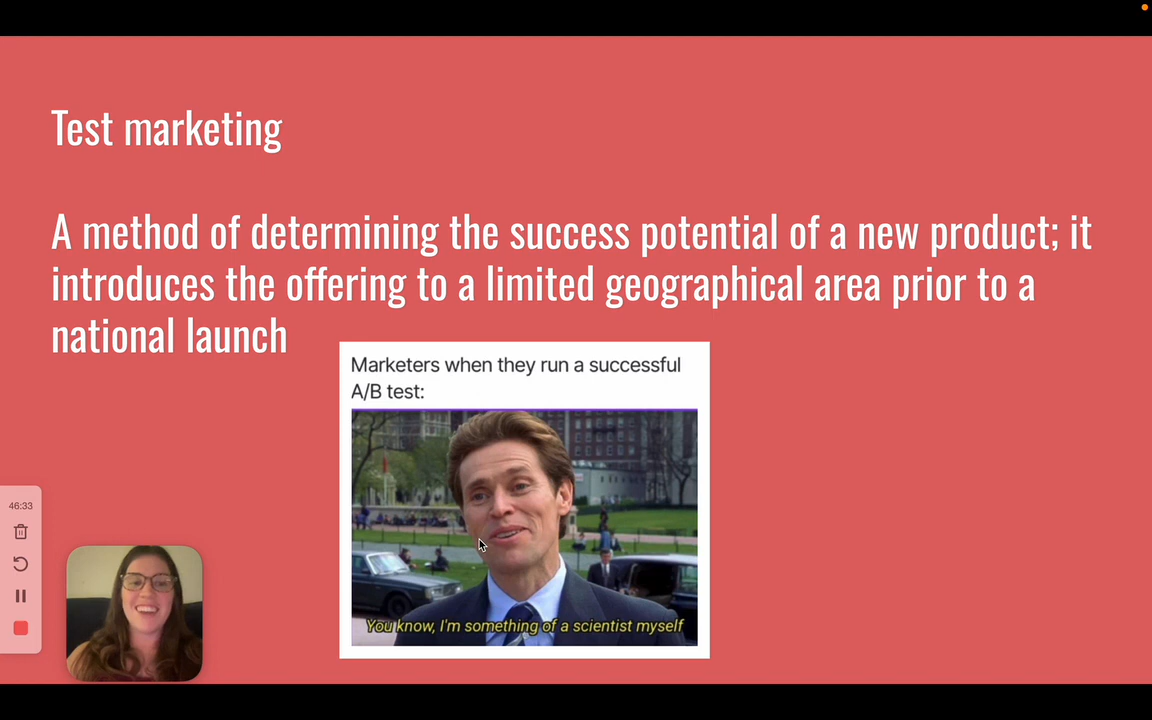 Test marketing
A method of determining the success potential of a new product; it
introduces the offering to a limited geographical area prior to a
national launch
Marketers when they run a successful
A/B test:
You know, I'm something of a scientist myself
46:33